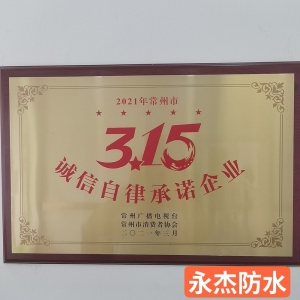 2021年常州市
3.15
诚信自律承诺企业
常州广播电视台
常州市消费者协会
二〇二一年三月
永杰防水